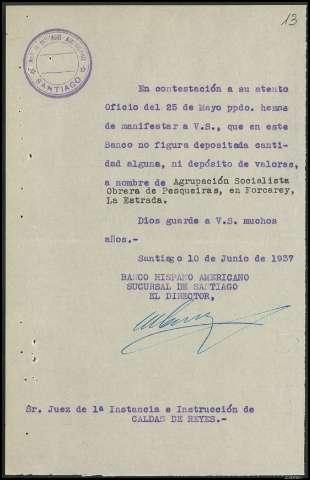 13
SANTIAGO
En contestación a su atento
Oficio del 25 de Mayo ppdo. hemos
de manifestar a V.S., que en este
Banco no figura depositada canti-
dad alguna, ni depósito de valores,
a nombre de Agrupación Socialista
Obrera de Pesqueiras, en Forcarey,
La Estrada.
Dios guarde a V.S. muchos
años.-
Santiago 10 de Junio de 1937
BANCO HISPANO AMERICANO
SUCURSAL DE SANTIAGO
EL DIRECTOR,
Sr. Juez de 1ª Instancia e Instrucción de
CALDAS DE REYES.-